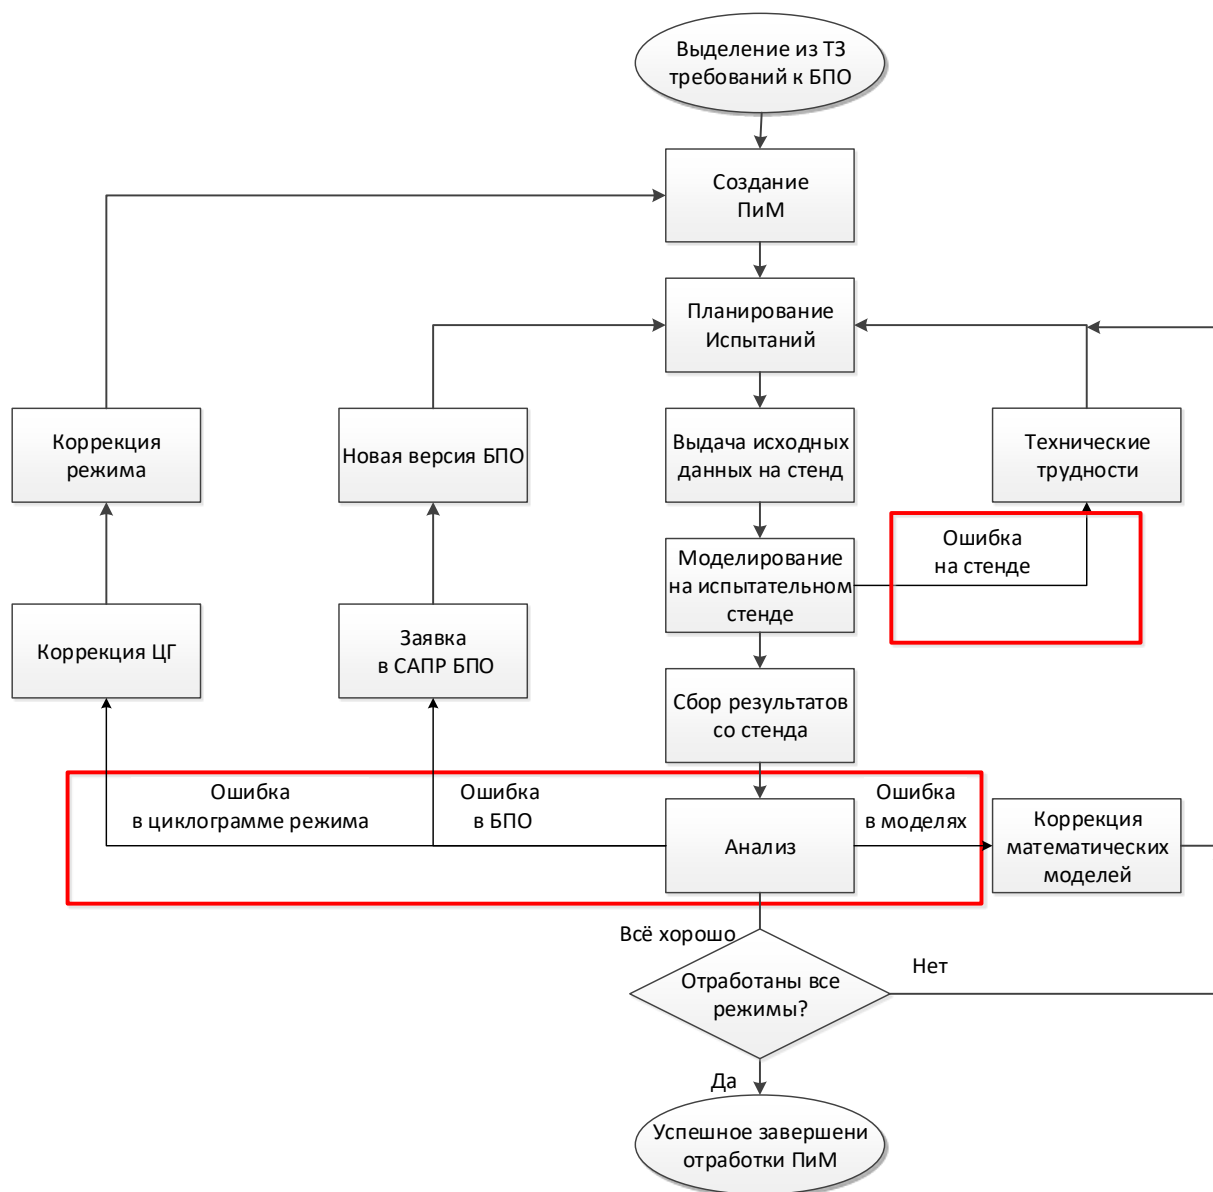 Выделение из ТЗ
требований к БПО
Создание
ПиМ
Планирование
Испытаний
Коррекция
режима
Новая версия БПО
Выдача исходных
данных на стенд
Технические
трудности
Ошибка
на стенде
Моделирование
на испытательном
стенде
Коррекция ЦГ
Заявка
в САПР БПО
Сбор результатов
со стенда
Ошибка
в циклограмме режима
Ошибка
в БПО
Анализ
Ошибка
в моделях
Коррекция
математических
моделей
Всё хорошо
Отработаны все
режимы?
Нет
Да
Успешное завершени
отработки ПиМ